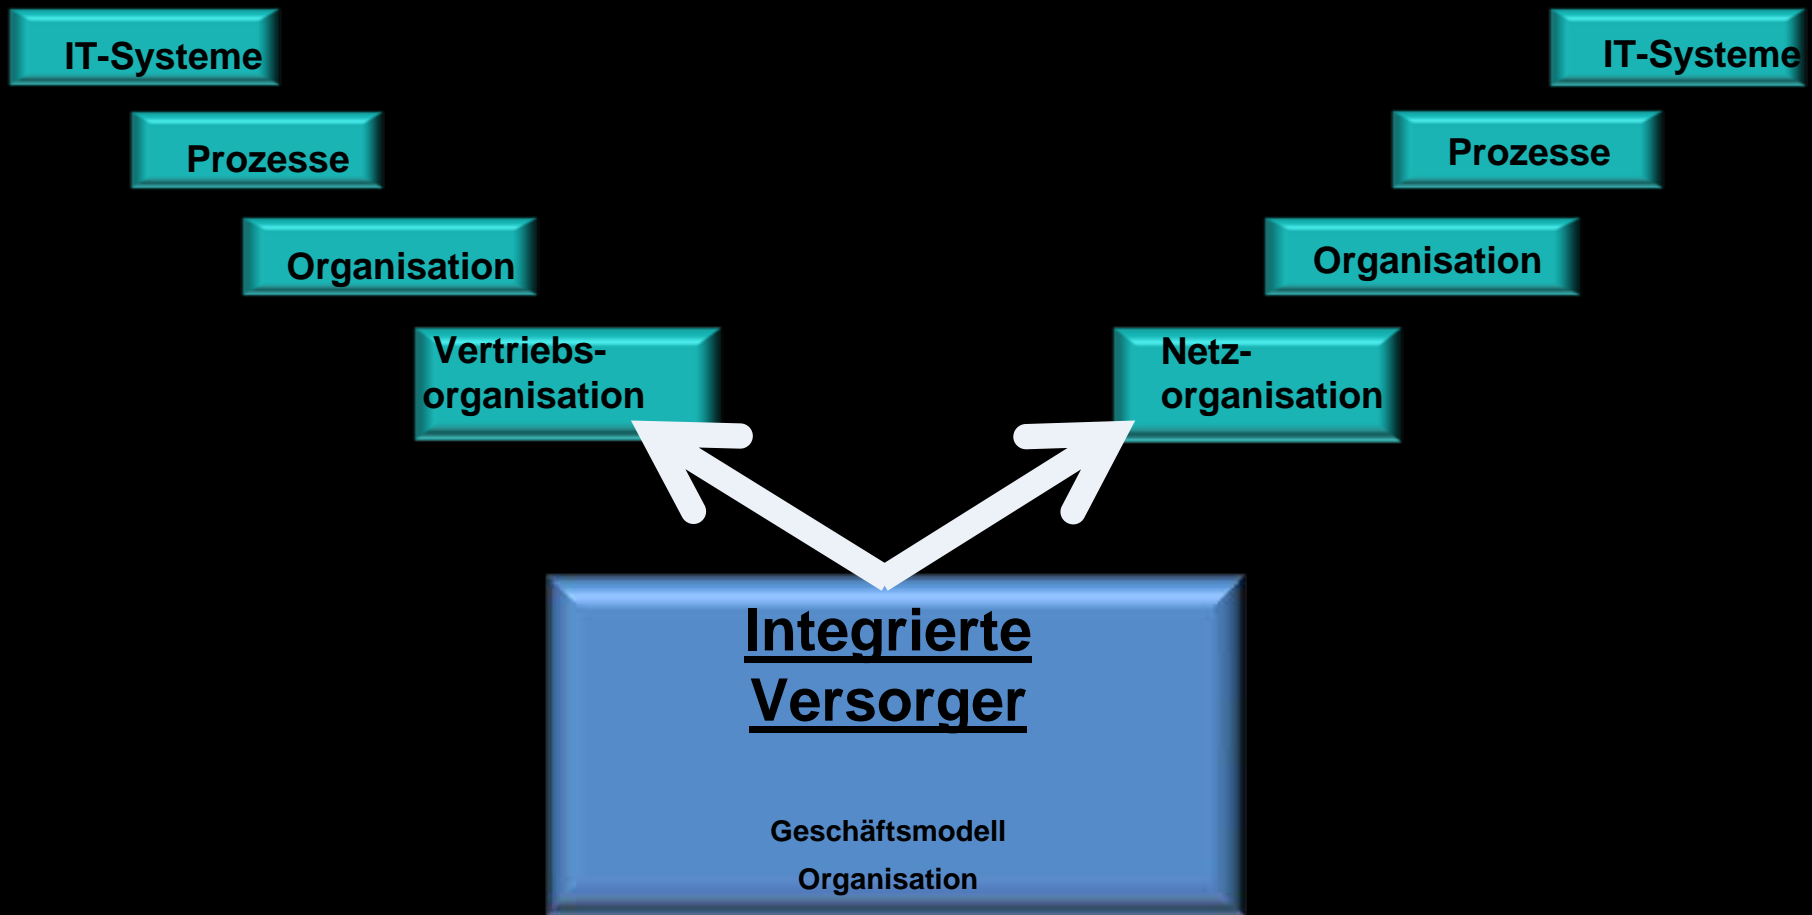 IT-Systeme
IT-Systeme
Prozesse
Prozesse
Organisation
Organisation
Vertriebs-
organisation
Netz-
organisation
Integrierte
Versorger
Geschäftsmodell
Organisation